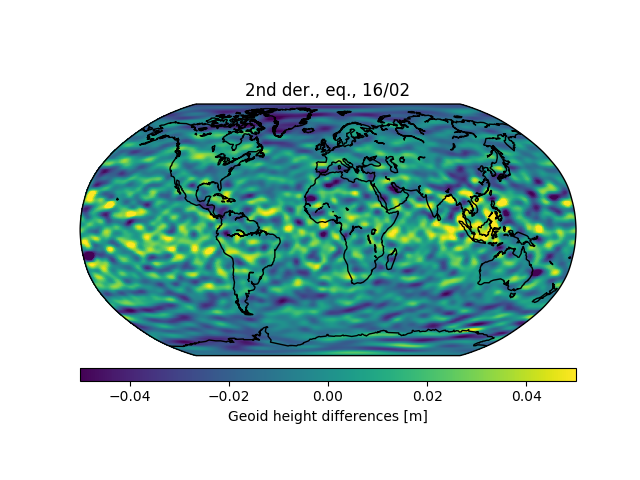 2nd der., eq., 16/02
−0.04 −0.02 0.00 0.02 0.04
Geoid height differences [m]